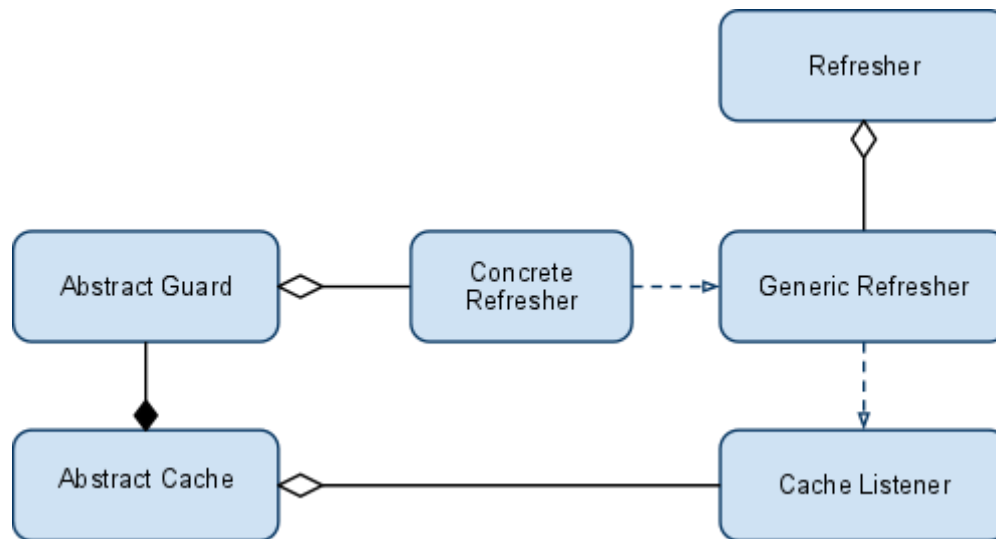 Refresher
Abstract Guard
Concrete
Refresher
Generic Refresher
Abstract Cache
Cache Listener